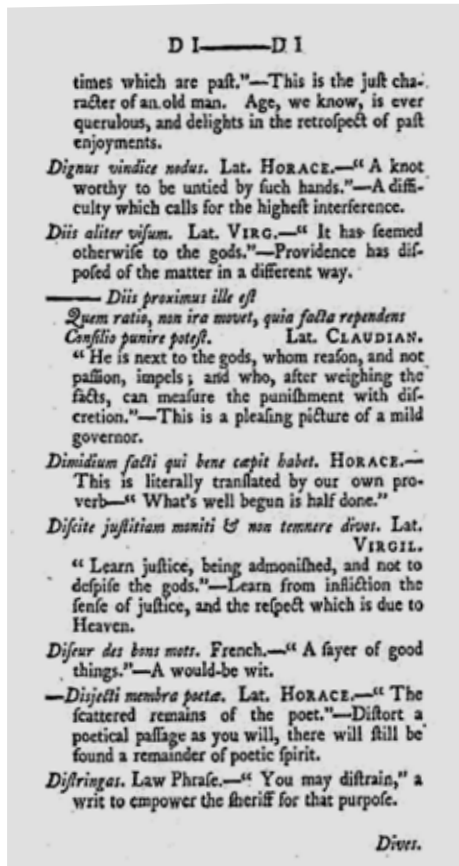 D I——D I
times which are paſt."—This is the juſt cha-
racter of an old man. Age, we know, is ever
querulous, and delights in the retroſpect of paſt
enjoyments.
Dignus vindice nodus. Lat. HORACE.—“ A knot
worthy to be untied by ſuch hands.”—A diffi-
culty which calls for the higheſt interference.
Diis aliter viſum. Lat. VIRG.—“ It has ſeemed
otherwiſe to the gods.”—Providence has diſ-
poſed of the matter in a different way.
—— Diis proximus ille eſt
Quem ratio, non ira movet, quia facta rependens
Conſilio punire poteſt. Lat. CLAUDIAN.
“ He is next to the gods, whom reaſon, and not
paſſion, impels; and who, after weighing the
facts, can meaſure the puniſhment with diſ-
cretion.”—This is a pleaſing picture of a mild
governor.
Dimidium facti qui bene cæpit habet. HORACE.—
This is literally tranſlated by our own pro-
verb—“ What's well begun is half done.”
Diſcite juſtitiam moniti & non temnere divos. Lat.
VIRGIL.
“ Learn juſtice, being admoniſhed, and not to
deſpiſe the gods.”—Learn from infliction the
ſenſe of juſtice, and the reſpect which is due to
Heaven.
Diſeur des bons mots. French.—“ A ſayer of good
things.”—A would-be wit.
—Disjecti membra poetæ. Lat. HORACE.—“ The
ſcattered remains of the poet.”—Diſtort a
poetical paſſage as you will, there will ſtill be
found a remainder of poetic ſpirit.
Diſtringas. Law Phraſe.—“ You may diſtrain,” a
writ to empower the ſheriff for that purpoſe.
Dives.